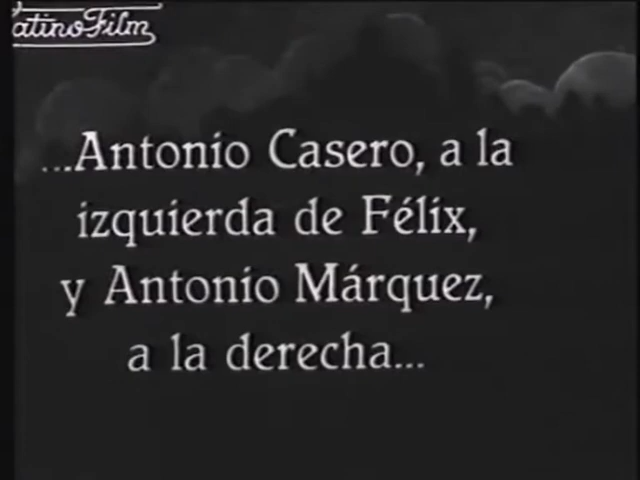 atinoFilm
...Antonio Casero, a la
izquierda de Félix,
y Antonio Márquez,
a la derecha...